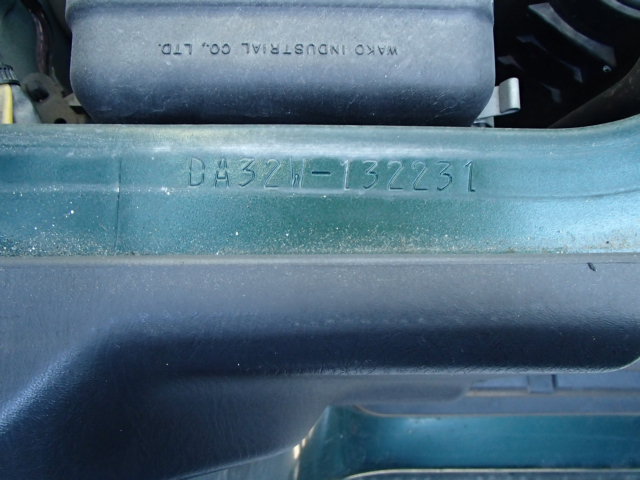 WAKO INDUSTRIAL CO., LTD.
DA32W-132231